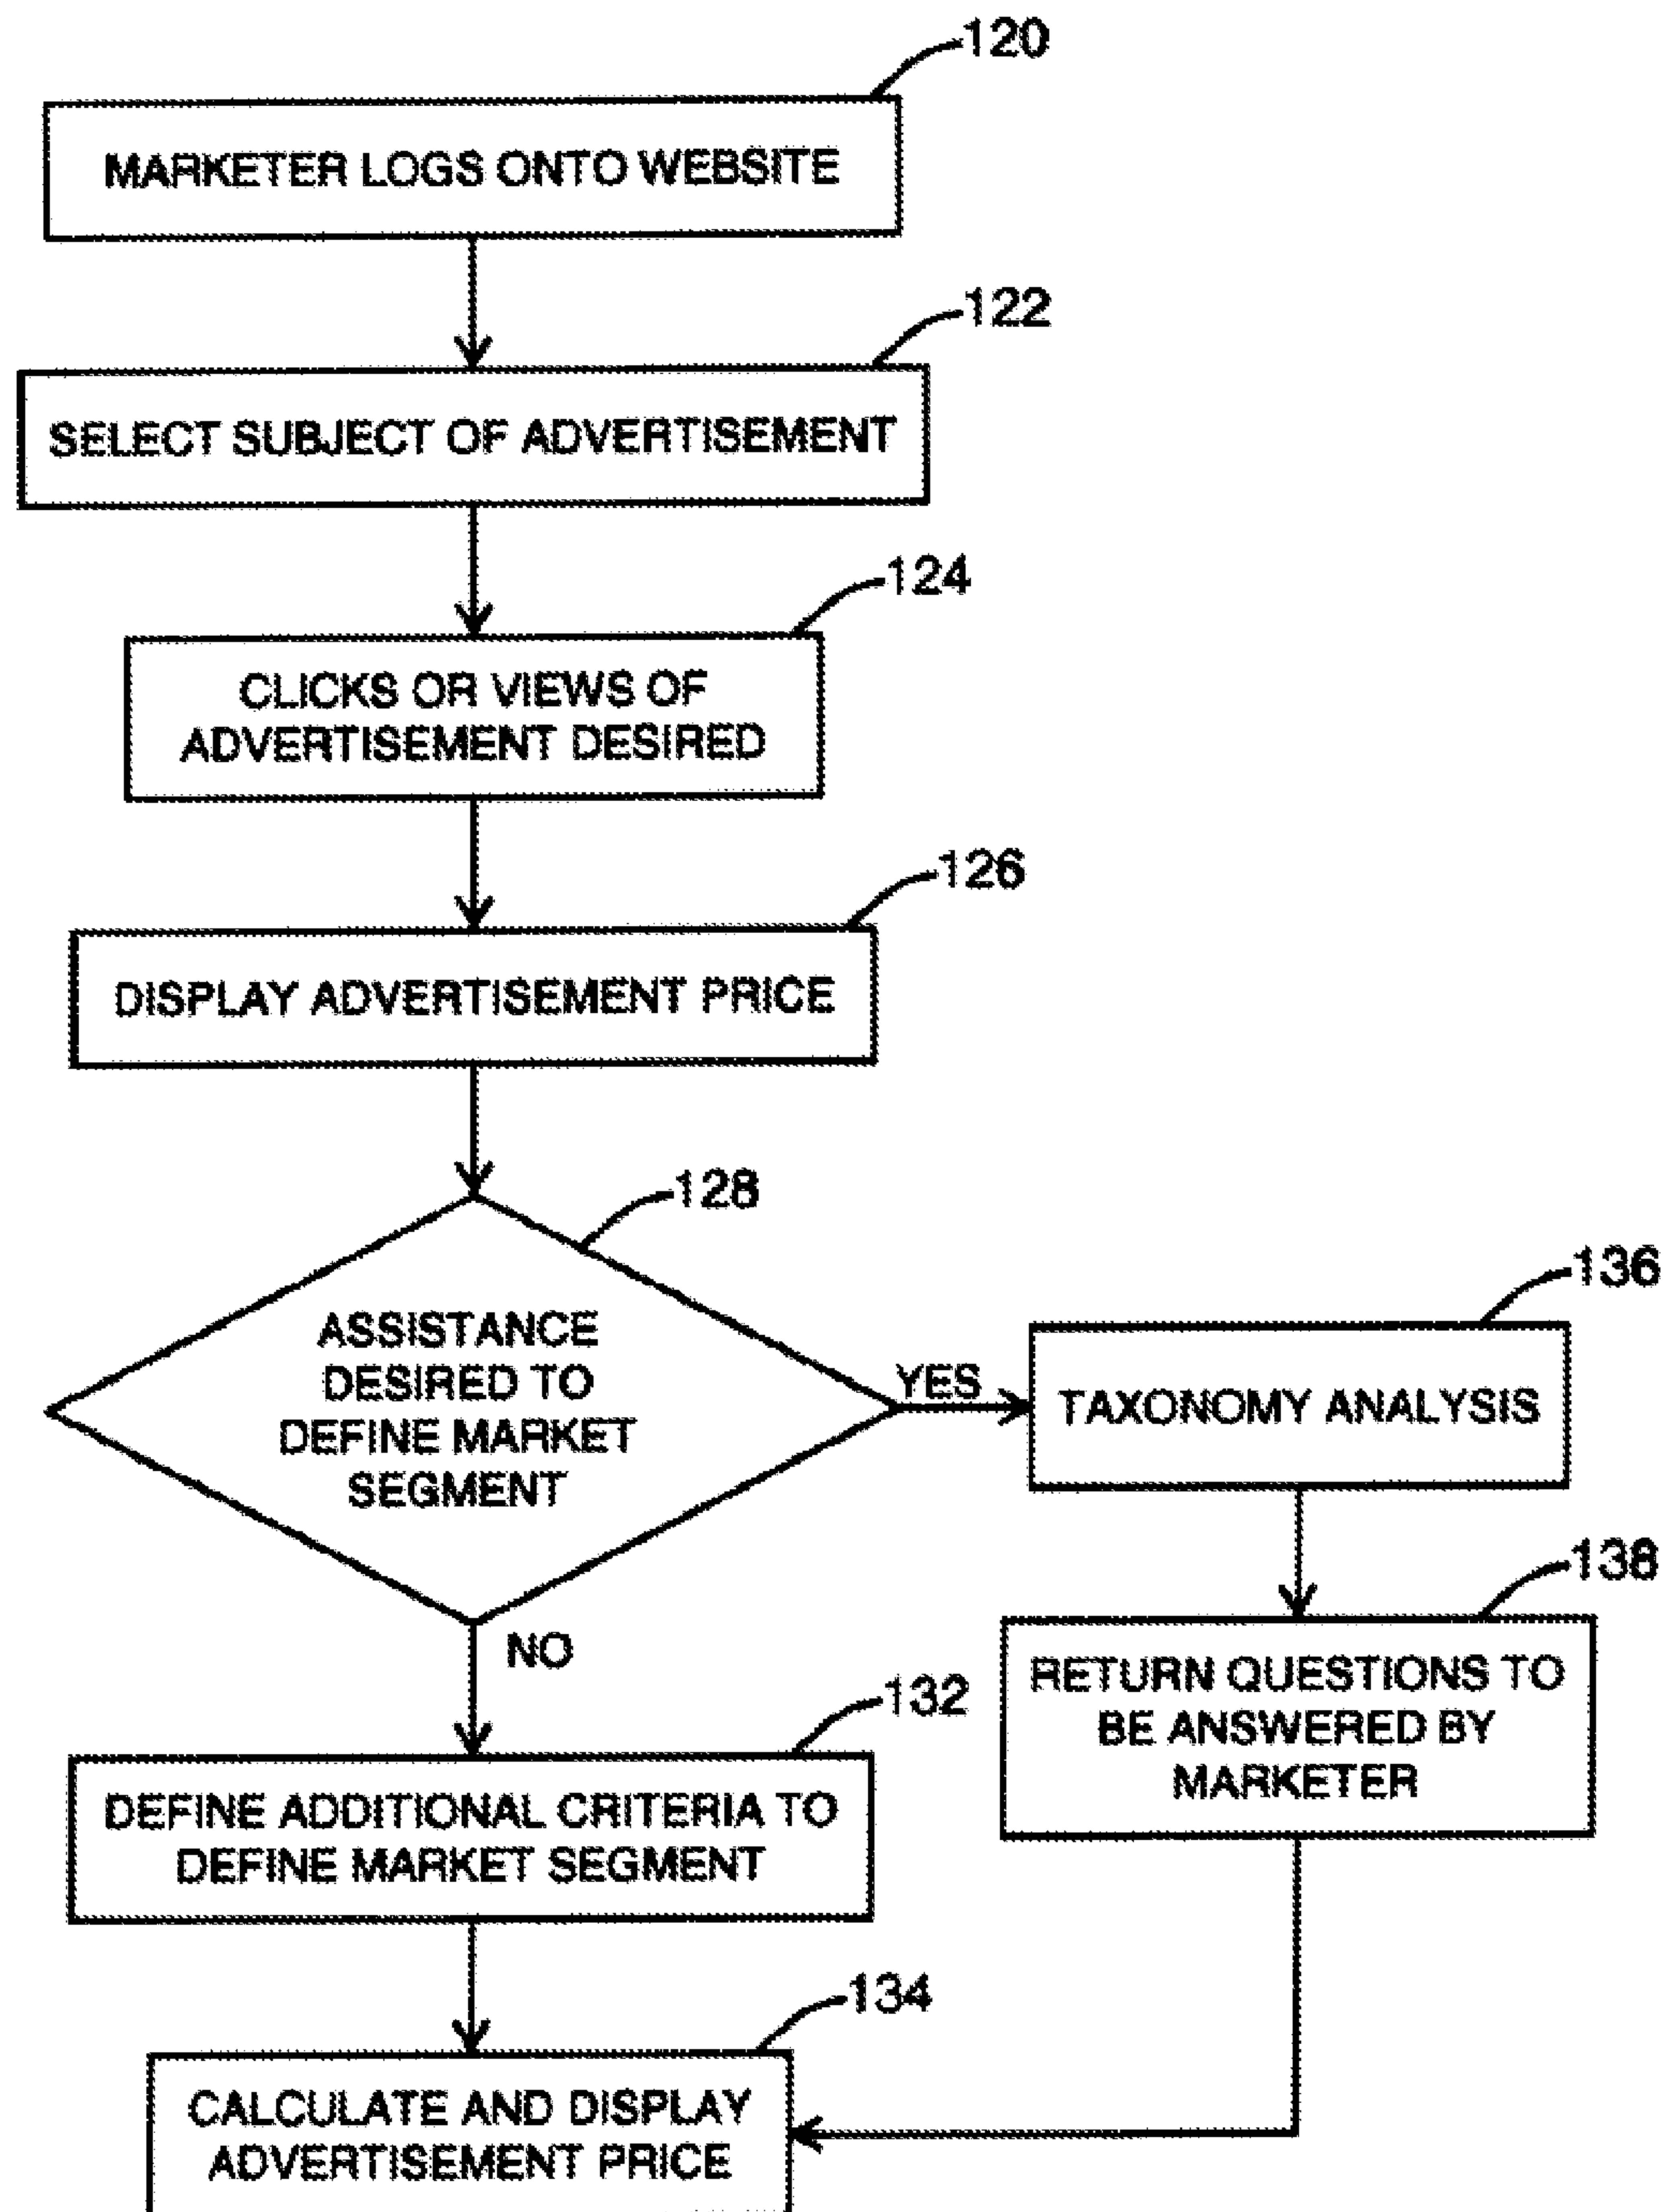 120
MARKETER LOGS ONTO WEBSITE
122
SELECT SUBJECT OF ADVERTISEMENT
124
CLICKS OR VIEWS OF
ADVERTISEMENT DESIRED
126
DISPLAY ADVERTISEMENT PRICE
128
ASSISTANCE
DESIRED TO
DEFINE MARKET
SEGMENT
YES
136
TAXONOMY ANALYSIS
138
RETURN QUESTIONS TO
BE ANSWERED BY
MARKETER
NO
132
DEFINE ADDITIONAL CRITERIA TO
DEFINE MARKET SEGMENT
134
CALCULATE AND DISPLAY
ADVERTISEMENT PRICE